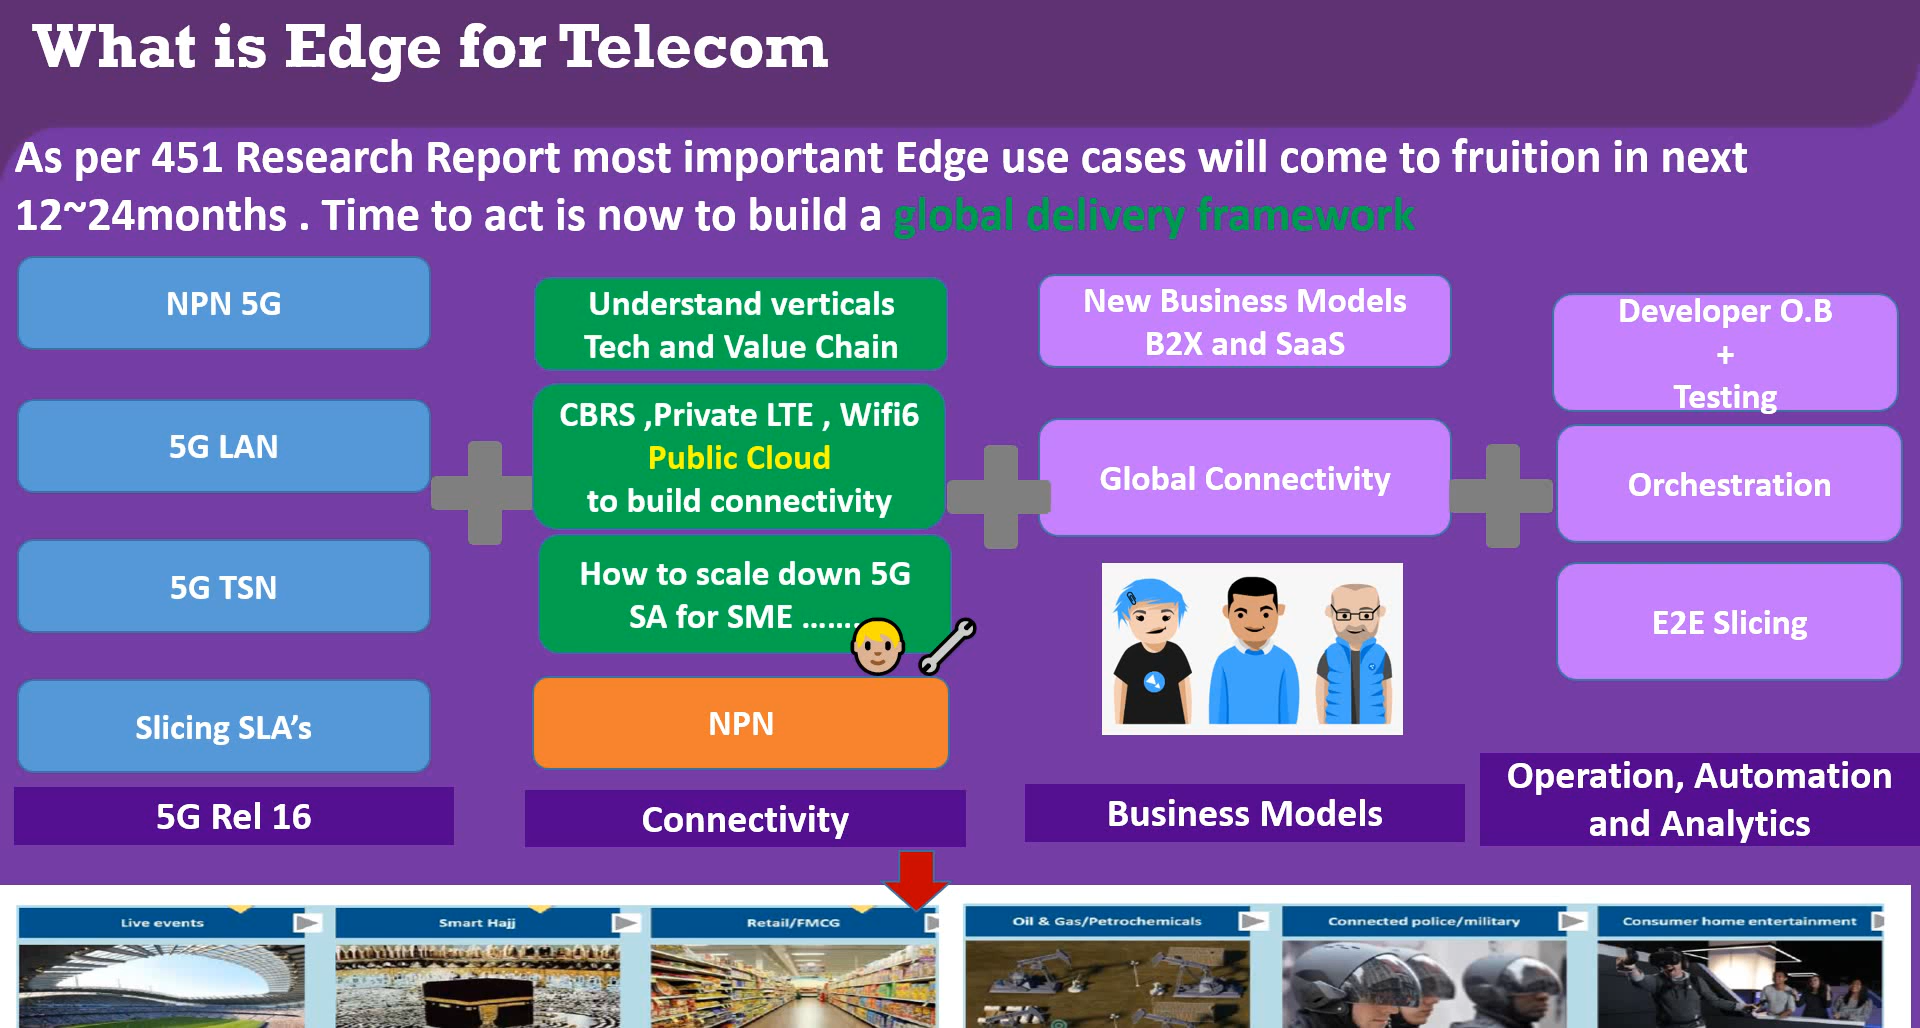 What is Edge for Telecom
As per 451 Research Report most important Edge use cases will come to fruition in next
12~24months . Time to act is now to build a global delivery framework
NPN 5G
5G LAN
5G TSN
Slicing SLA’s
5G Rel 16
Understand verticals
Tech and Value Chain
CBRS ,Private LTE , Wifi6
Public Cloud
to build connectivity
How to scale down 5G
SA for SME .......
NPN
Connectivity
New Business Models
B2X and SaaS
Global Connectivity
Business Models
Developer O.B
+
Testing
Orchestration
E2E Slicing
Operation, Automation
and Analytics
Live events
Smart Hajj
Retail/FMCG
Oil & Gas/Petrochemicals
Connected police/military
Consumer home entertainment